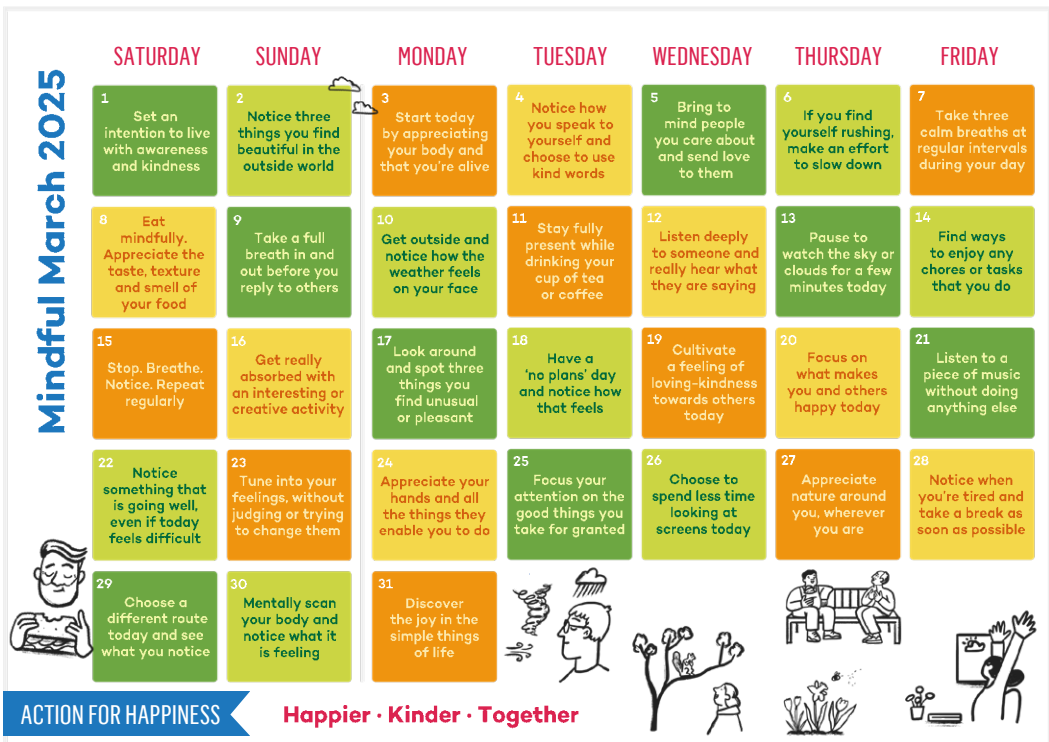 Mindful March 2025
SATURDAY
SUNDAY
MONDAY
TUESDAY
WEDNESDAY
THURSDAY
FRIDAY
1
Set an
intention to live
with awareness
and kindness
2
Notice three
things you find
beautiful in the
outside world
3
Start today
by appreciating
your body and
that you're alive
4
Notice how
you speak to
yourself and
choose to use
kind words
5
Bring to
mind people
you care about
and send love
to them
6
If you find
yourself rushing,
make an effort
to slow down
7
Take three
calm breaths at
regular intervals
during your day
8
Eat
mindfully.
Appreciate the
taste, texture
and smell of
your food
9
Take a full
breath in and
out before you
reply to others
10
Get outside and
notice how the
weather feels
on your face
11
Stay fully
present while
drinking your
cup of tea
or coffee
12
Listen deeply
to someone and
really hear what
they are saying
13
Pause to
watch the sky or
clouds for a few
minutes today
14
Find ways
to enjoy any
chores or tasks
that you do
15
Stop. Breathe.
Notice. Repeat
regularly
16
Get really
absorbed with
an interesting or
creative activity
17
Look around
and spot three
things you
find unusual
or pleasant
18
Have a
'no plans' day
and notice how
that feels
19
Cultivate
a feeling of
loving-kindness
towards others
today
20
Focus on
what makes
you and others
happy today
21
Listen to a
piece of music
without doing
anything else
22
Notice
something that
is going well,
even if today
feels difficult
23
Tune into your
feelings, without
judging or trying
to change them
24
Appreciate your
hands and all
the things they
enable you to do
25
Focus your
attention on the
good things you
take for granted
26
Choose to
spend less time
looking at
screens today
27
Appreciate
nature around
you, wherever
you are
28
Notice when
you're tired and
take a break as
soon as possible
29
Choose a
different route
today and see
what you notice
30
Mentally scan
your body and
notice what it
is feeling
31
Discover
the joy in the
simple things
of life
ACTION FOR HAPPINESS
Happier · Kinder · Together